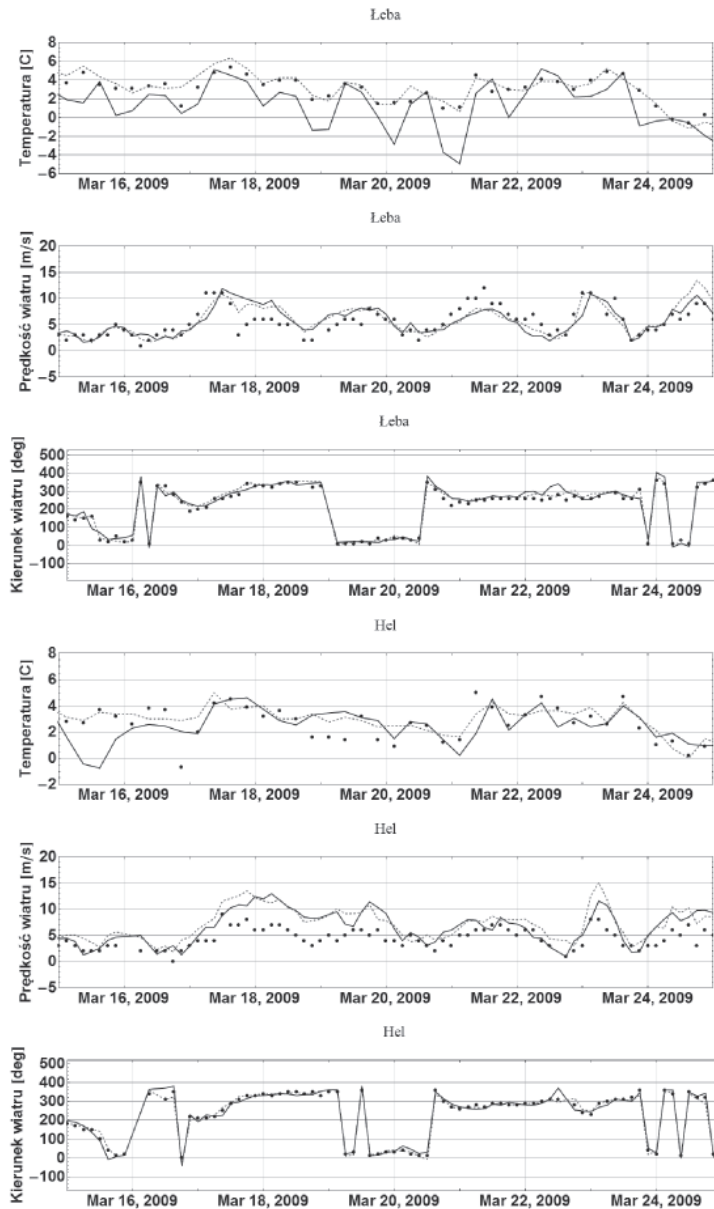 Łeba
Temperatura [C]
8
6
4
2
0
−2
−4
−6
Mar 16, 2009 Mar 18, 2009 Mar 20, 2009 Mar 22, 2009 Mar 24, 2009
Łeba
Prędkość wiatru [m/s]
20
15
10
5
0
−5
Mar 16, 2009 Mar 18, 2009 Mar 20, 2009 Mar 22, 2009 Mar 24, 2009
Łeba
Kierunek wiatru [deg]
500
400
300
200
100
0
−100
Mar 16, 2009 Mar 18, 2009 Mar 20, 2009 Mar 22, 2009 Mar 24, 2009
Hel
Temperatura [C]
8
6
4
2
0
−2
Mar 16, 2009 Mar 18, 2009 Mar 20, 2009 Mar 22, 2009 Mar 24, 2009
Hel
Prędkość wiatru [m/s]
20
15
10
5
0
−5
Mar 16, 2009 Mar 18, 2009 Mar 20, 2009 Mar 22, 2009 Mar 24, 2009
Hel
Kierunek wiatru [deg]
500
400
300
200
100
0
−100
Mar 16, 2009 Mar 18, 2009 Mar 20, 2009 Mar 22, 2009 Mar 24, 2009